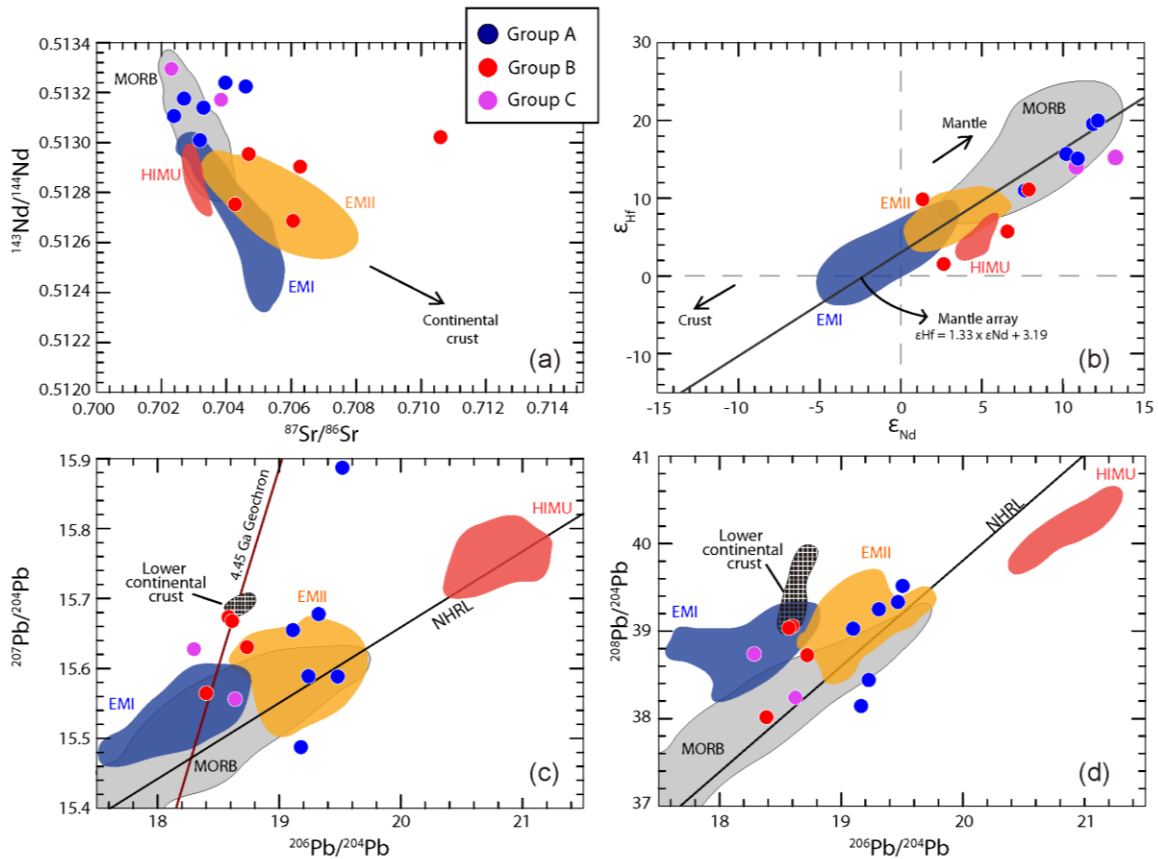 Group A
Group B
Group C
0.5134
0.5132
0.5130
0.5128
0.5126
0.5124
0.5122
0.5120
¹⁴³Nd/¹⁴⁴Nd
MORB
HIMU
EMII
EMI
Continental
crust
(a)
0.700
0.702
0.704
0.706
0.708
0.710
0.712
0.714
⁸⁷Sr/⁸⁶Sr
30
20
10
0
-10
εHf
MORB
Mantle
EMII
HIMU
EMI
Crust
Mantle array
εHf = 1.33 x εNd + 3.19
(b)
-15
-10
-5
0
5
10
15
εNd
15.9
15.8
15.7
15.6
15.5
15.4
²⁰⁷Pb/²⁰⁴Pb
4.45 Ga Geochron
HIMU
Lower
continental
crust
EMII
NHRL
EMI
MORB
(c)
18
19
20
21
²⁰⁶Pb/²⁰⁴Pb
41
40
39
38
37
²⁰⁸Pb/²⁰⁴Pb
HIMU
NHRL
Lower
continental
crust
EMII
EMI
MORB
(d)
18
19
20
21
²⁰⁶Pb/²⁰⁴Pb